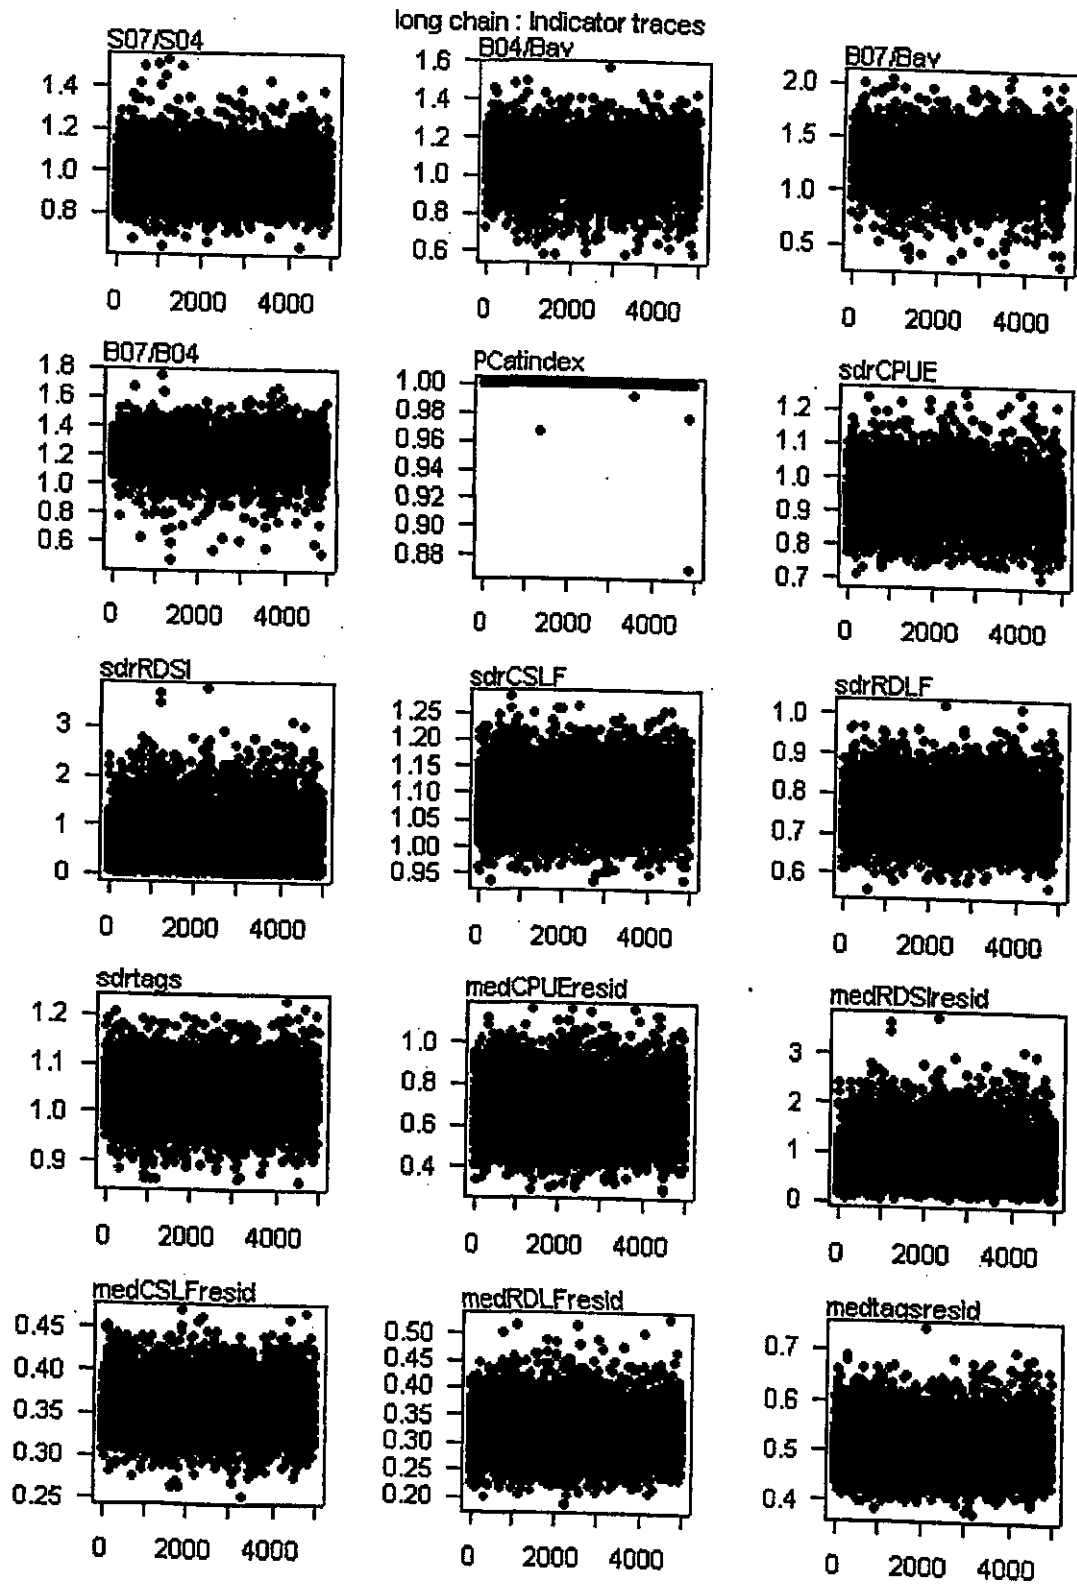 long chain : Indicator traces
S07/S04
1.4
1.2
1.0
0.8
0 2000 4000
B04/Bav
1.6
1.4
1.2
1.0
0.8
0.6
0 2000 4000
B07/Bav
2.0
1.5
1.0
0.5
0 2000 4000
B07/B04
1.8
1.6
1.4
1.2
1.0
0.8
0.6
0 2000 4000
PCatindex
1.00
0.98
0.96
0.94
0.92
0.90
0.88
0 2000 4000
sdrCPUE
1.2
1.1
1.0
0.9
0.8
0.7
0 2000 4000
sdrRDSI
3
2
1
0
0 2000 4000
sdrCSLF
1.25
1.20
1.15
1.10
1.05
1.00
0.95
0 2000 4000
sdrRDLF
1.0
0.9
0.8
0.7
0.6
0 2000 4000
sdrtags
1.2
1.1
1.0
0.9
0 2000 4000
medCPUEresid
1.0
0.8
0.6
0.4
0 2000 4000
medRDSIresid
3
2
1
0
0 2000 4000
medCSLFresid
0.45
0.40
0.35
0.30
0.25
0 2000 4000
medRDLFresid
0.50
0.45
0.40
0.35
0.30
0.25
0.20
0 2000 4000
medtagsresid
0.7
0.6
0.5
0.4
0 2000 4000